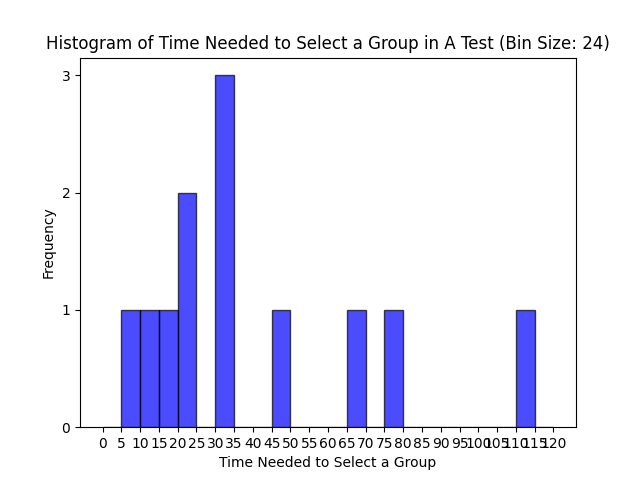 Histogram of Time Needed to Select a Group in A Test (Bin Size: 24)
3
2
1
0
Frequency
0 5 10 15 20 25 30 35 40 45 50 55 60 65 70 75 80 85 90 95 100 105 110 115 120
Time Needed to Select a Group